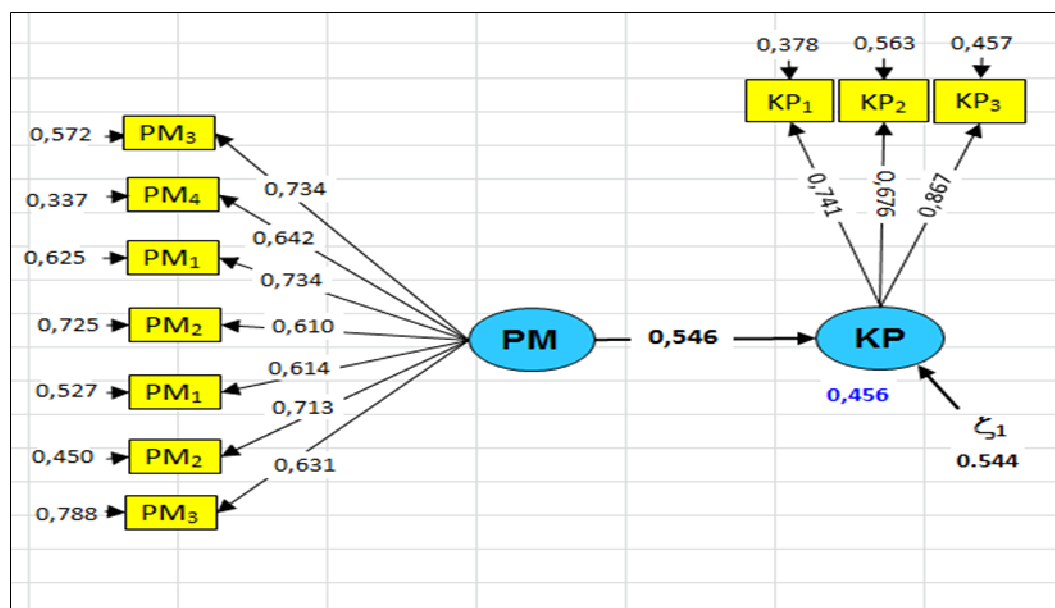 0,378 0,563 0,457
KP₁ KP₂ KP₃
0,741 0,676 0,867
0,572 PM₃ 0,734
0,337 PM₄ 0,642
0,625 PM₁ 0,734
0,725 PM₂ 0,610
0,527 PM₁ 0,614
0,450 PM₂ 0,713
0,788 PM₃ 0,631
PM 0,546 KP
0,456
ζ₁
0.544